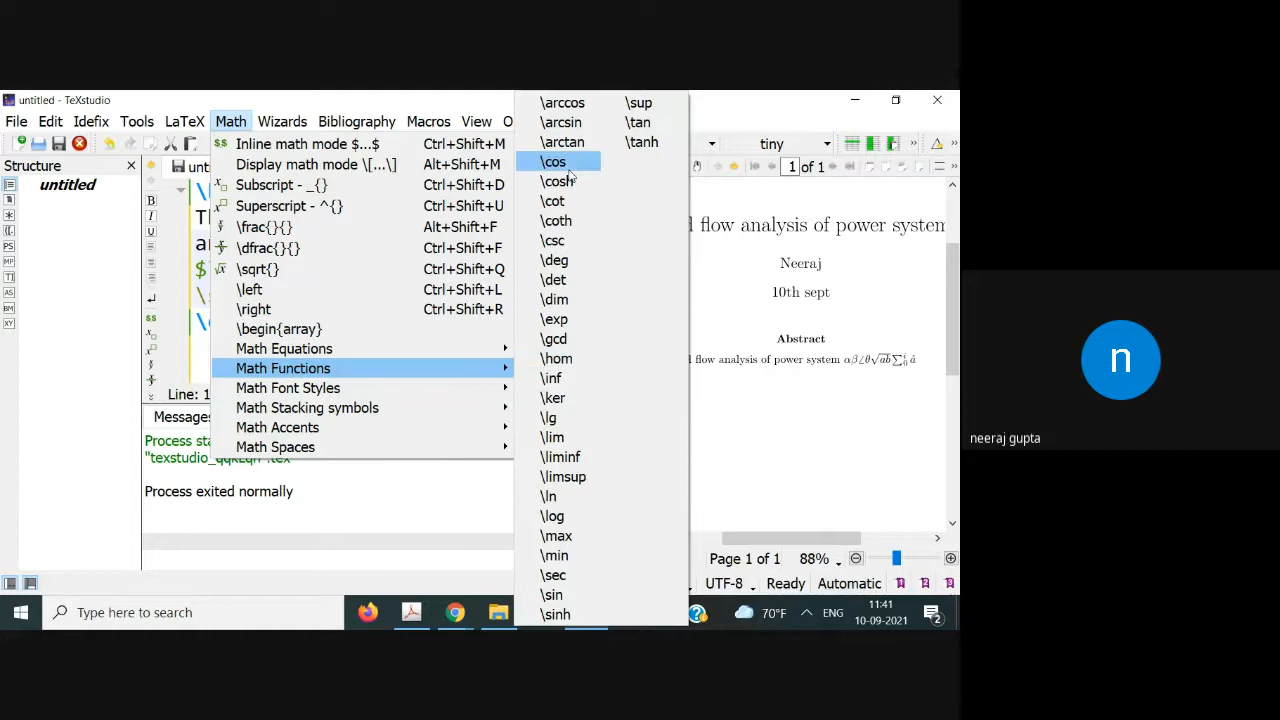 untitled - TeXstudio
File Edit Idefix Tools LaTeX Math Wizards Bibliography Macros View
Structure
untitled
Line: 1
Messages
Process exited normally
Inline math mode $...$ Ctrl+Shift+M
Display math mode \[...\] Alt+Shift+M
Subscript - _{} Ctrl+Shift+D
Superscript - ^{} Ctrl+Shift+U
\frac{}{} Alt+Shift+F
\dfrac{}{} Ctrl+Shift+F
\sqrt{} Ctrl+Shift+Q
\left Ctrl+Shift+L
\right Ctrl+Shift+R
\begin{array}
Math Equations
Math Functions
Math Font Styles
Math Stacking symbols
Math Accents
Math Spaces
\arccos
\arcsin
\arctan
\cos
\cosh
\cot
\coth
\csc
\deg
\det
\dim
\exp
\gcd
\hom
\inf
\ker
\lg
\lim
\liminf
\limsup
\ln
\log
\max
\min
\sec
\sin
\sinh
\sup
\tan
\tanh
tiny
1 of 1
flow analysis of power system
Neeraj
10th sept
Abstract
d flow analysis of power system αβ∠θ√ab∑₀ⁱ á
Page 1 of 1 88%
UTF-8 Ready Automatic
Type here to search
70°F ENG
11:41
10-09-2021
2
n
neeraj gupta